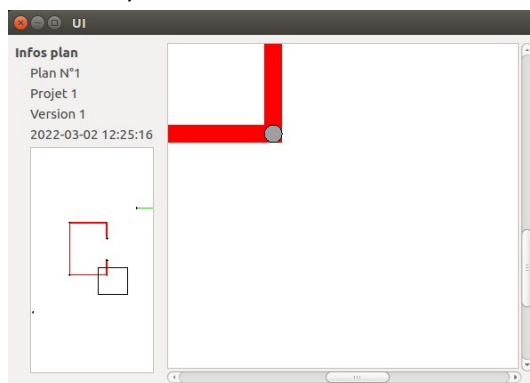 UI
Infos plan
Plan N°1
Projet 1
Version 1
2022-03-02 12:25:16